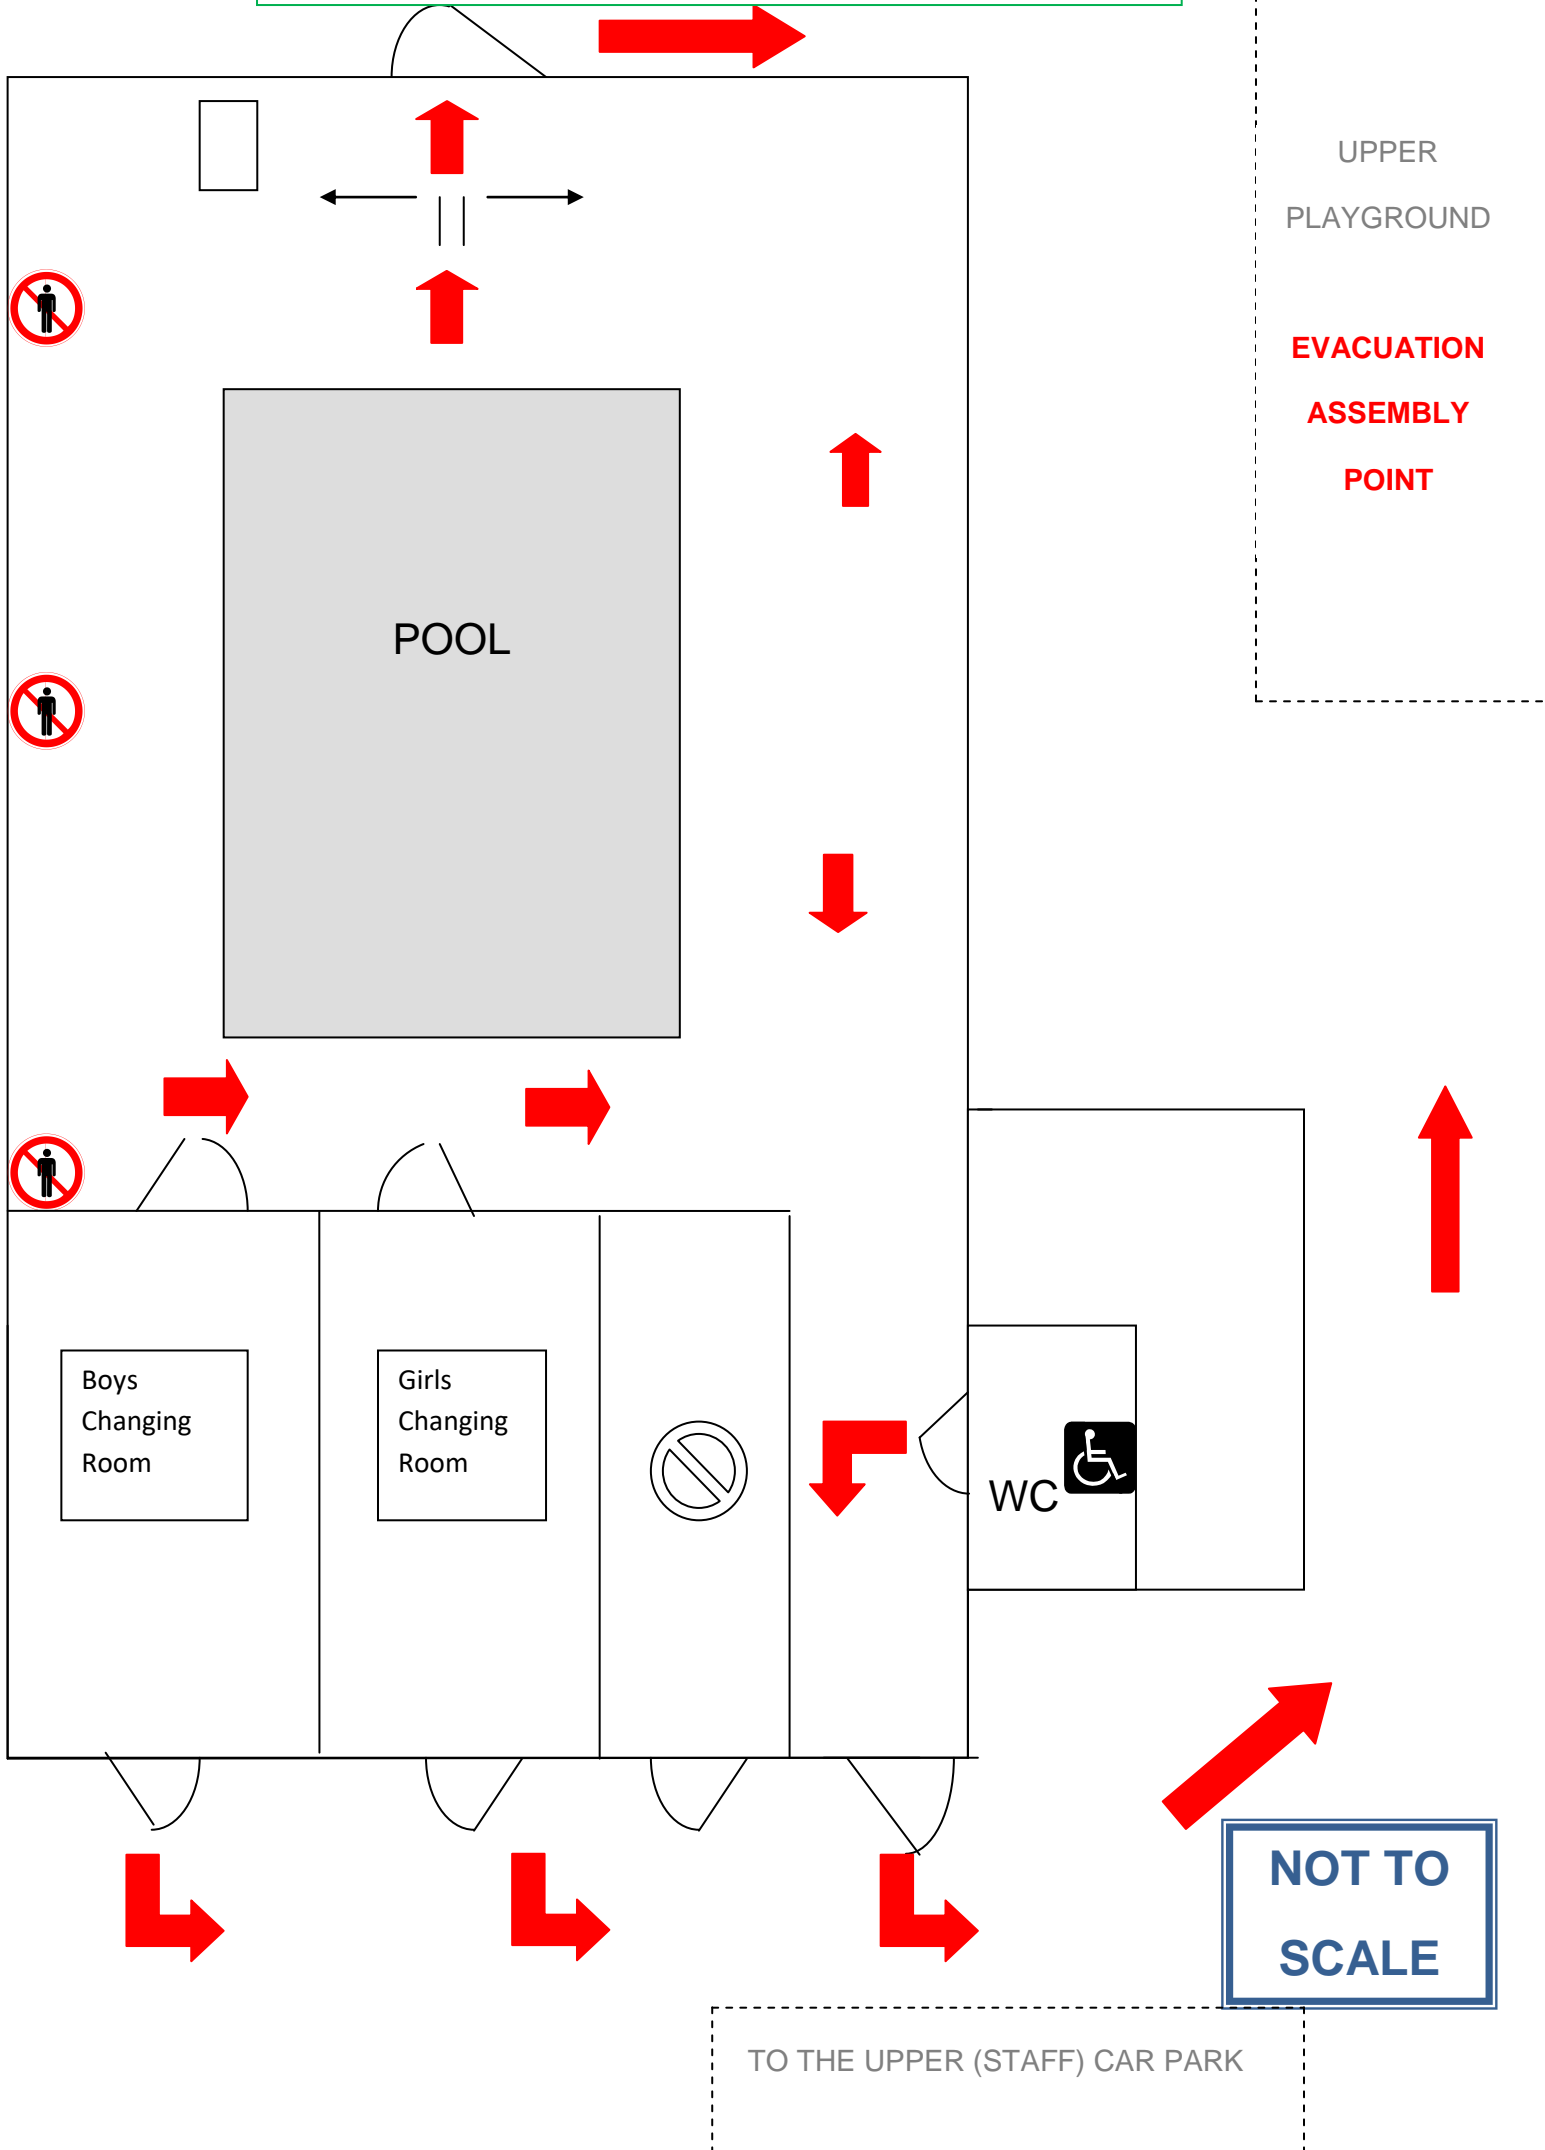 UPPER
PLAYGROUND
EVACUATION
ASSEMBLY
POINT
POOL
Boys
Changing
Room
Girls
Changing
Room
WC
NOT TO
SCALE
TO THE UPPER (STAFF) CAR PARK